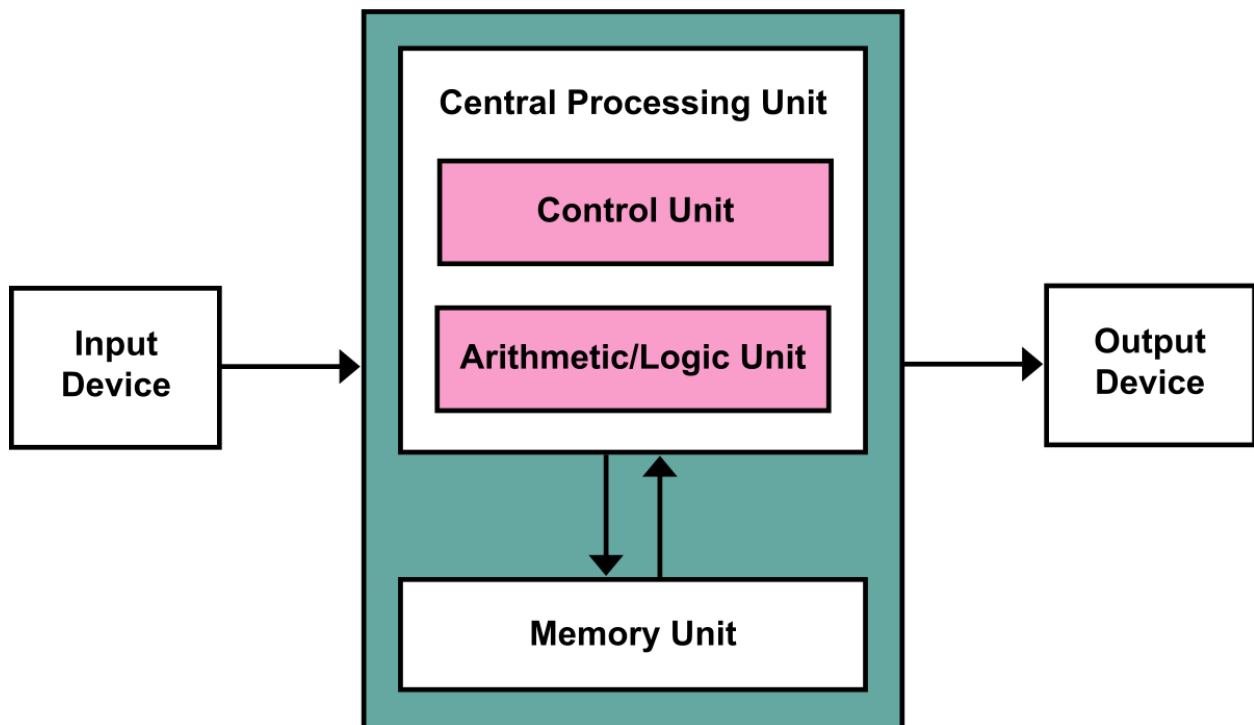 Central Processing Unit
Control Unit
Arithmetic/Logic Unit
Input
Device
Output
Device
Memory Unit